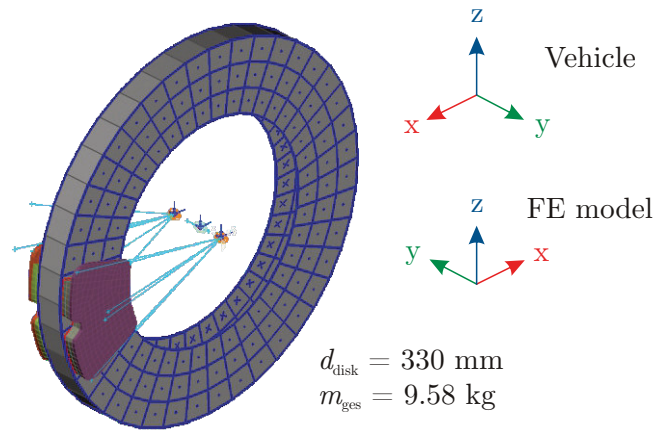 z
Vehicle
x
y
z
FE model
y
x
d_disk = 330 mm
m_ges = 9.58 kg